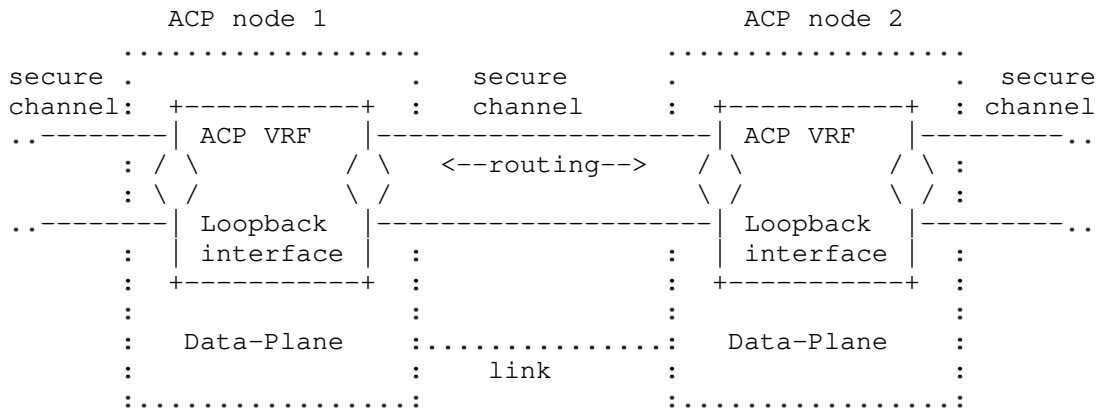 ACP node 1 ACP node 2
secure secure secure
channel: channel : channel
ACP VRF ACP VRF
<--routing-->
Loopback Loopback
interface interface
Data-Plane Data-Plane
link